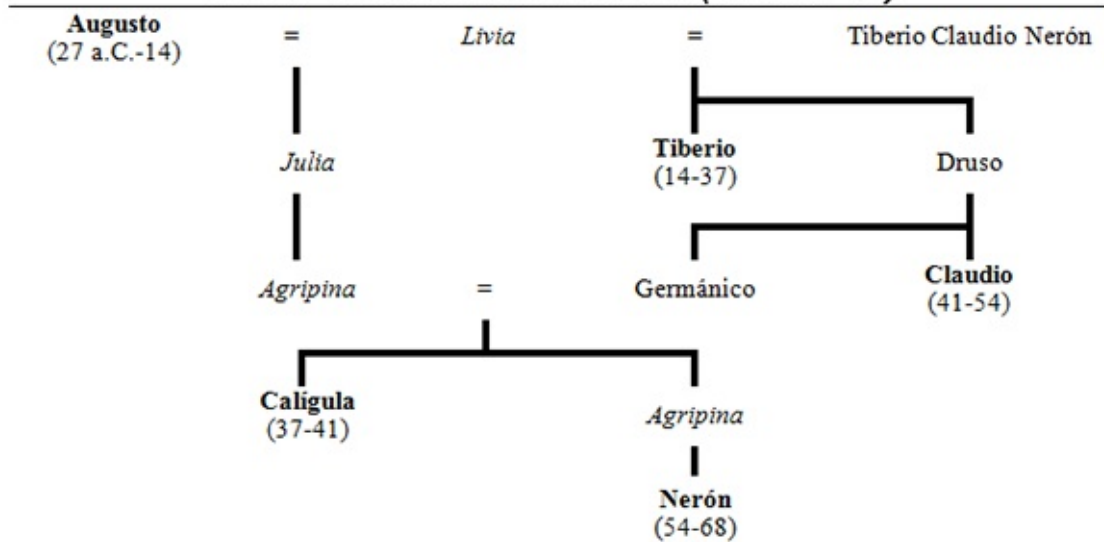 Augusto = Livia = Tiberio Claudio Nerón
(27 a.C.-14)
Julia Tiberio Druso
(14-37)
Agripina = Germánico Claudio
(41-54)
Calígula Agripina
(37-41)
Nerón
(54-68)